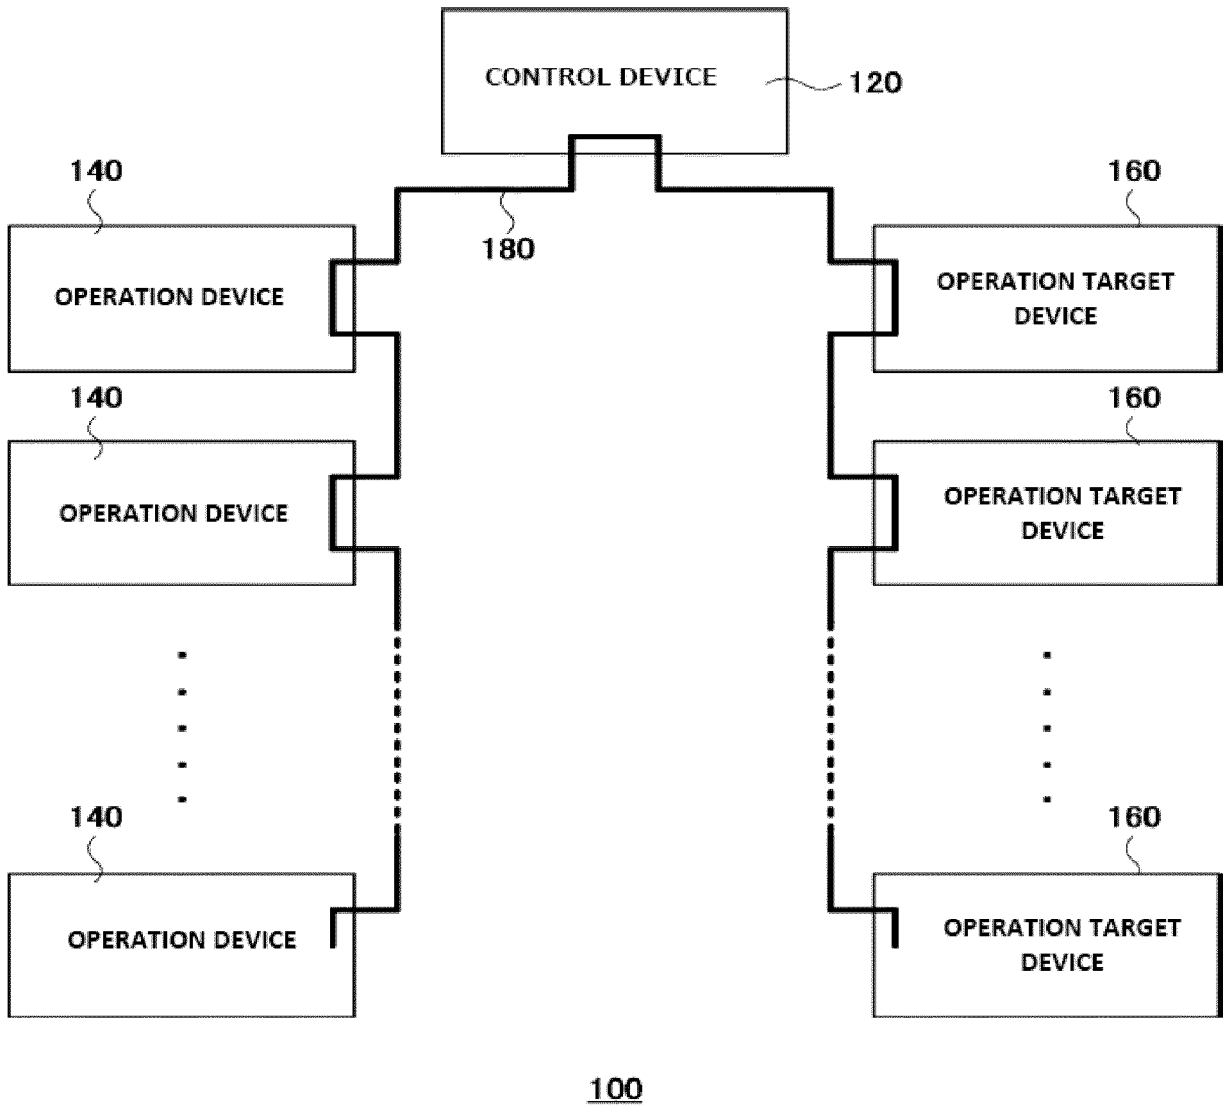 CONTROL DEVICE
120
140
160
180
OPERATION DEVICE
OPERATION TARGET
DEVICE
140
160
OPERATION DEVICE
OPERATION TARGET
DEVICE
140
160
OPERATION DEVICE
OPERATION TARGET
DEVICE
100